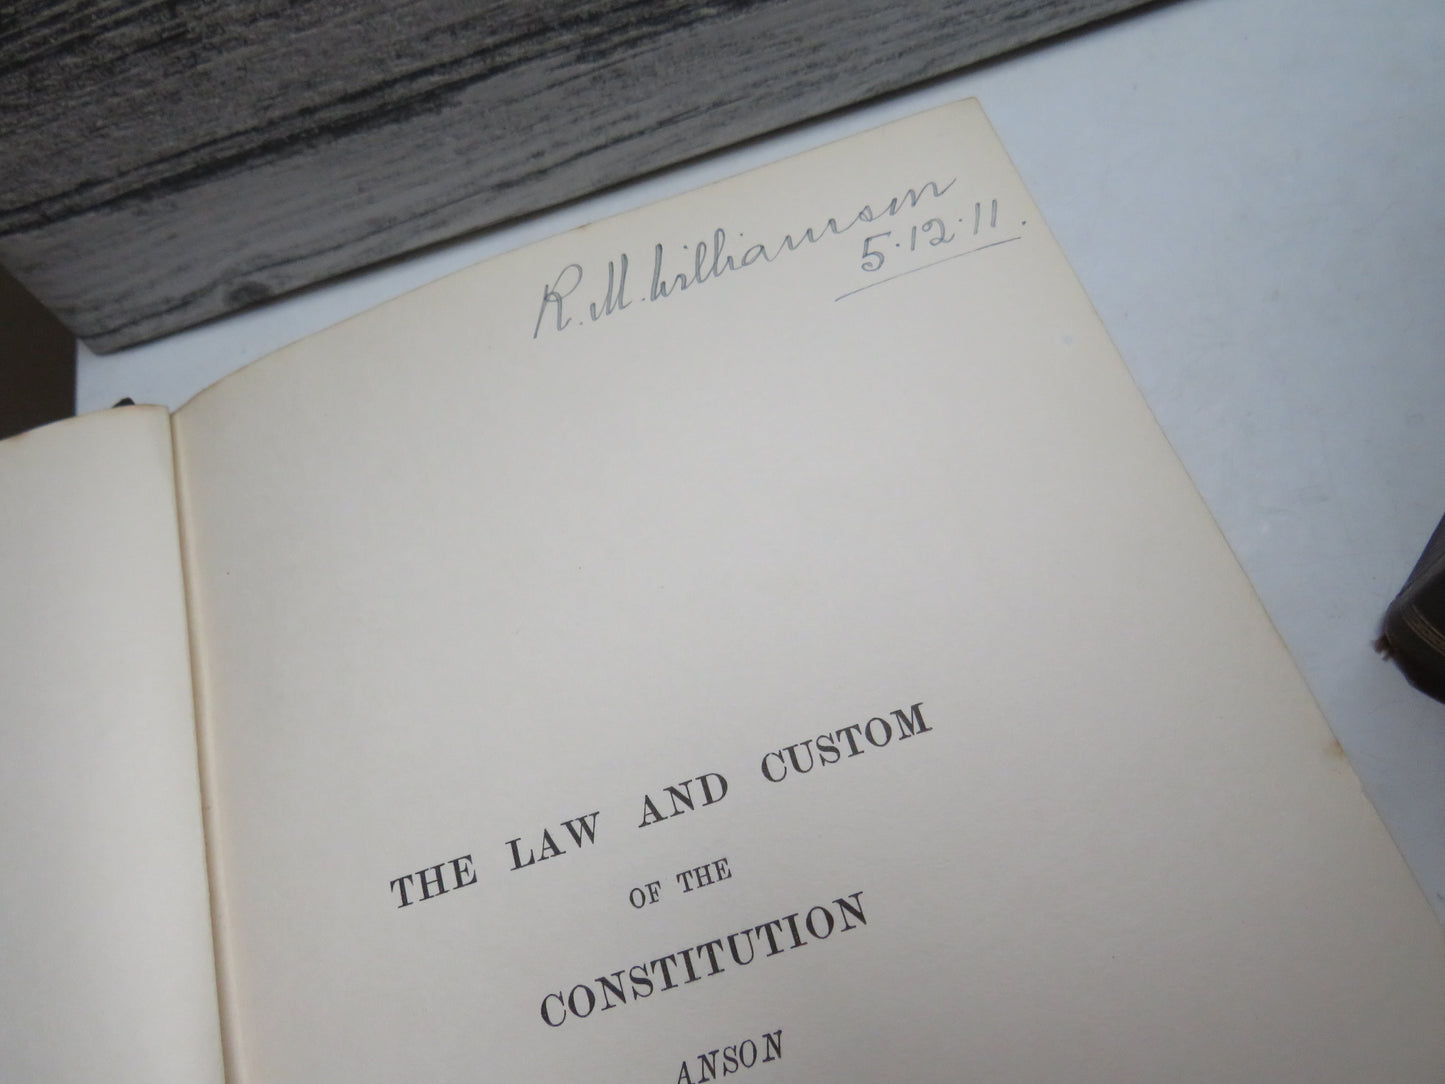 R. M. Williamson
5.12.11.
THE LAW AND CUSTOM
OF THE
CONSTITUTION
ANSON